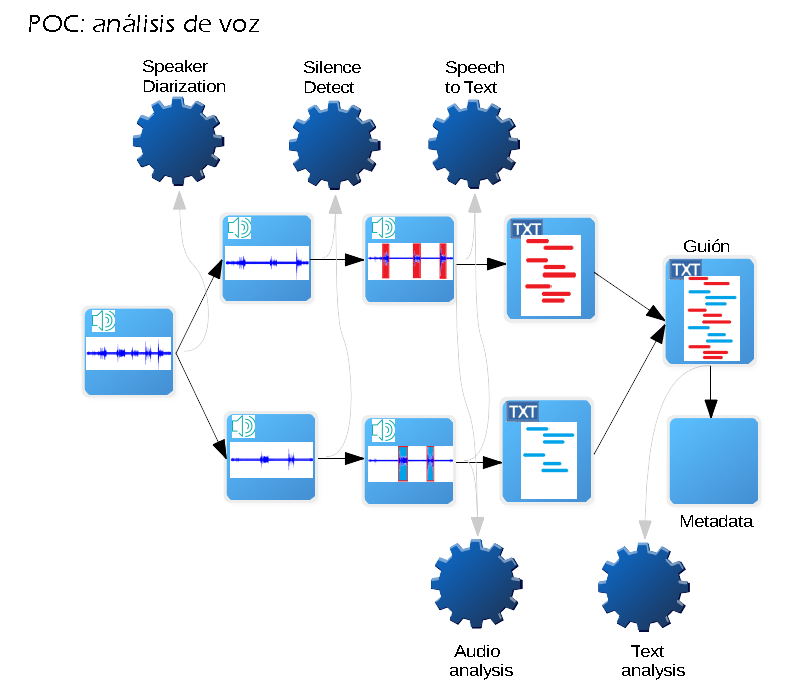 POC: análisis de voz
Speaker
Diarization
Silence
Detect
Speech
to Text
TXT
Guión
TXT
TXT
Metadata
Audio
analysis
Text
analysis